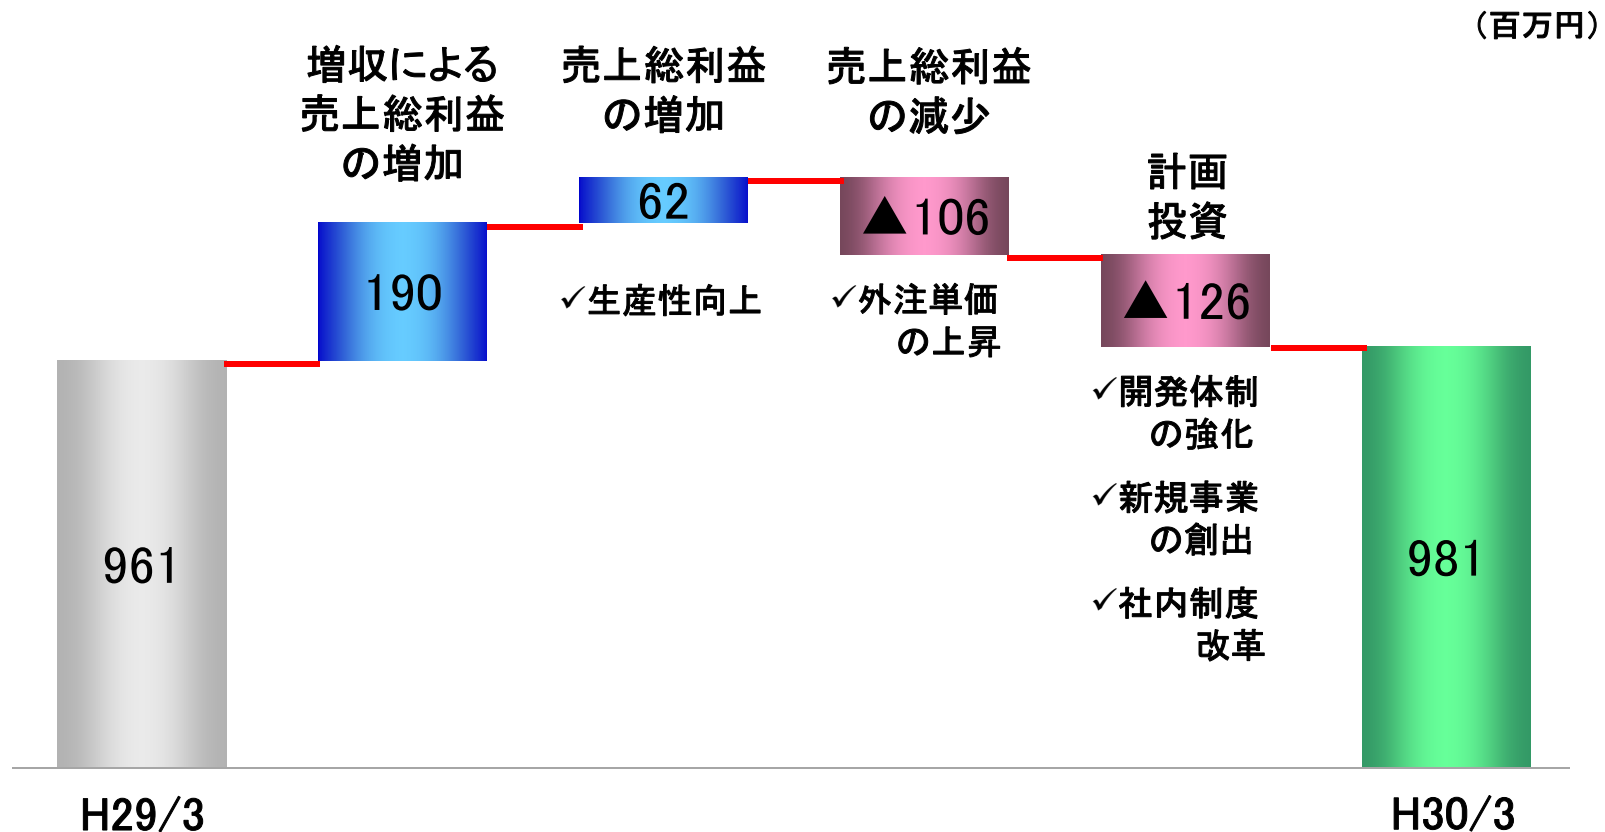 （百万円）
増収による
売上総利益
の増加
190
売上総利益
の増加
62
✓生産性向上
売上総利益
の減少
▲106
✓外注単価
の上昇
計画
投資
▲126
✓開発体制
の強化
✓新規事業
の創出
✓社内制度
改革
961
981
H29/3
H30/3